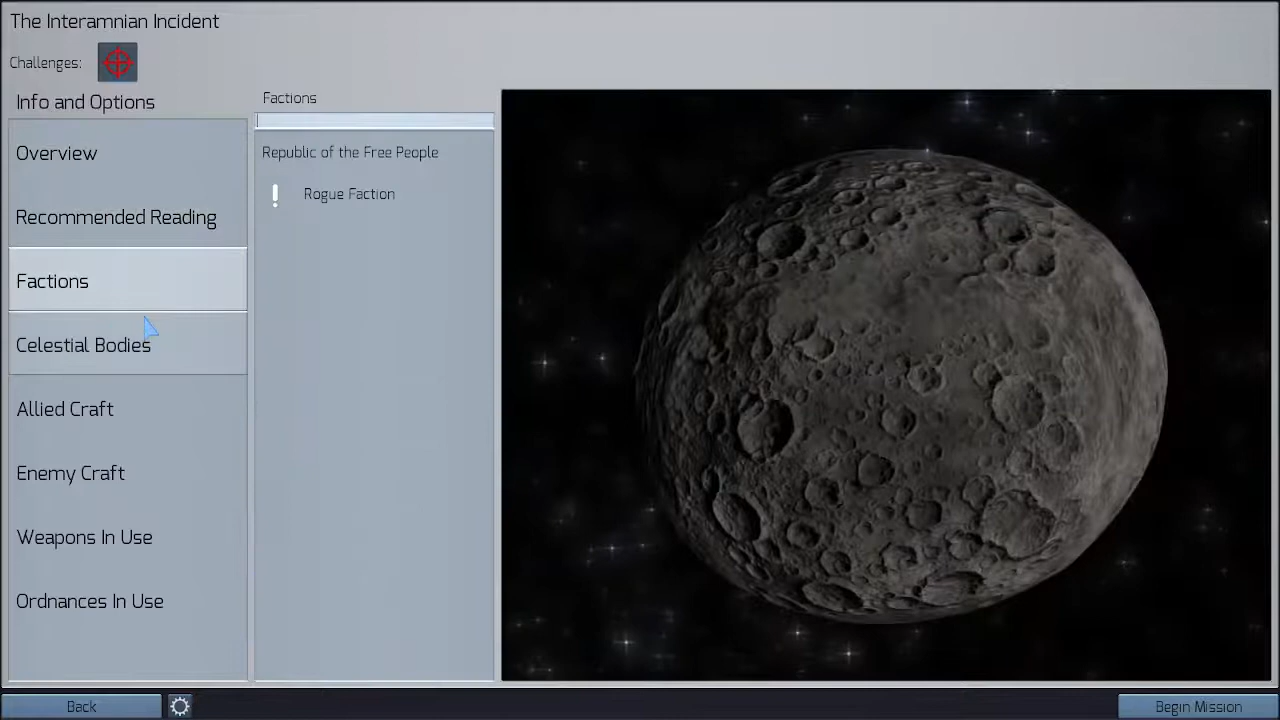 The Interamnian Incident
Challenges:
Info and Options
Overview
Recommended Reading
Factions
Celestial Bodies
Allied Craft
Enemy Craft
Weapons In Use
Ordnances In Use
Factions
Republic of the Free People
! Rogue Faction
Back
Begin Mission